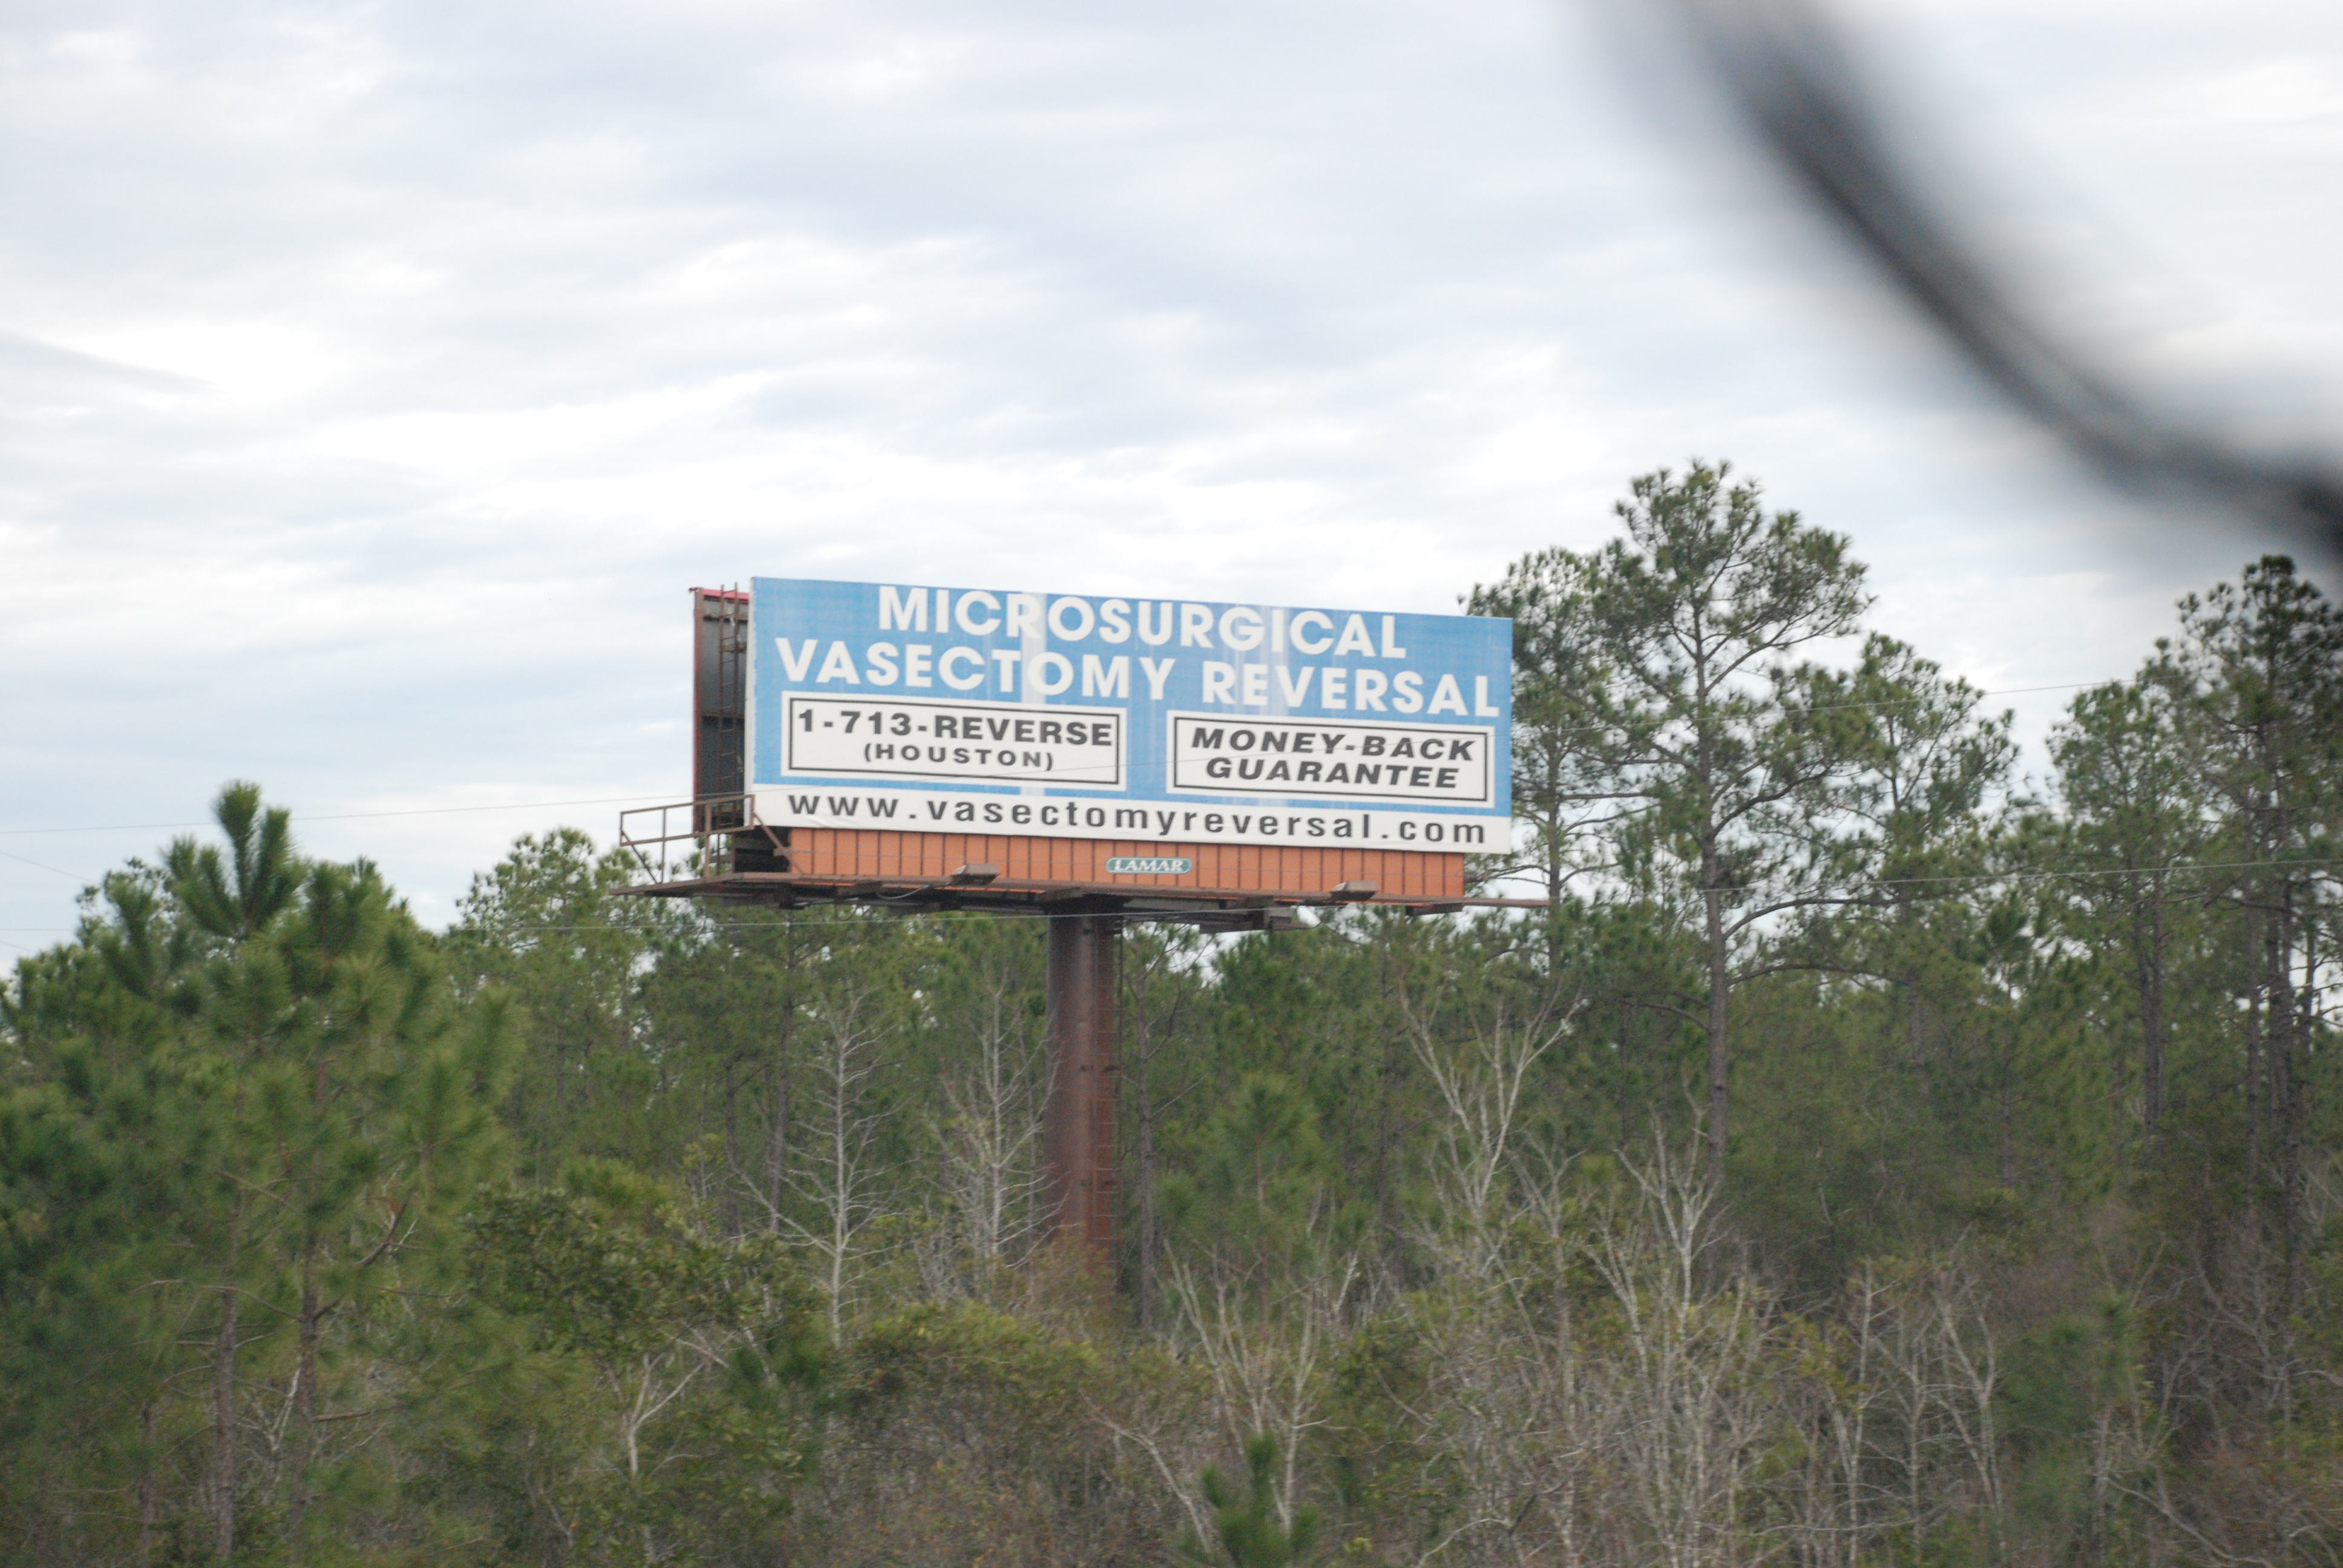 MICROSURGICAL
VASECTOMY REVERSAL
1-713-REVERSE
(HOUSTON)
MONEY-BACK
GUARANTEE
www.vasectomyreversal.com
LAMAR